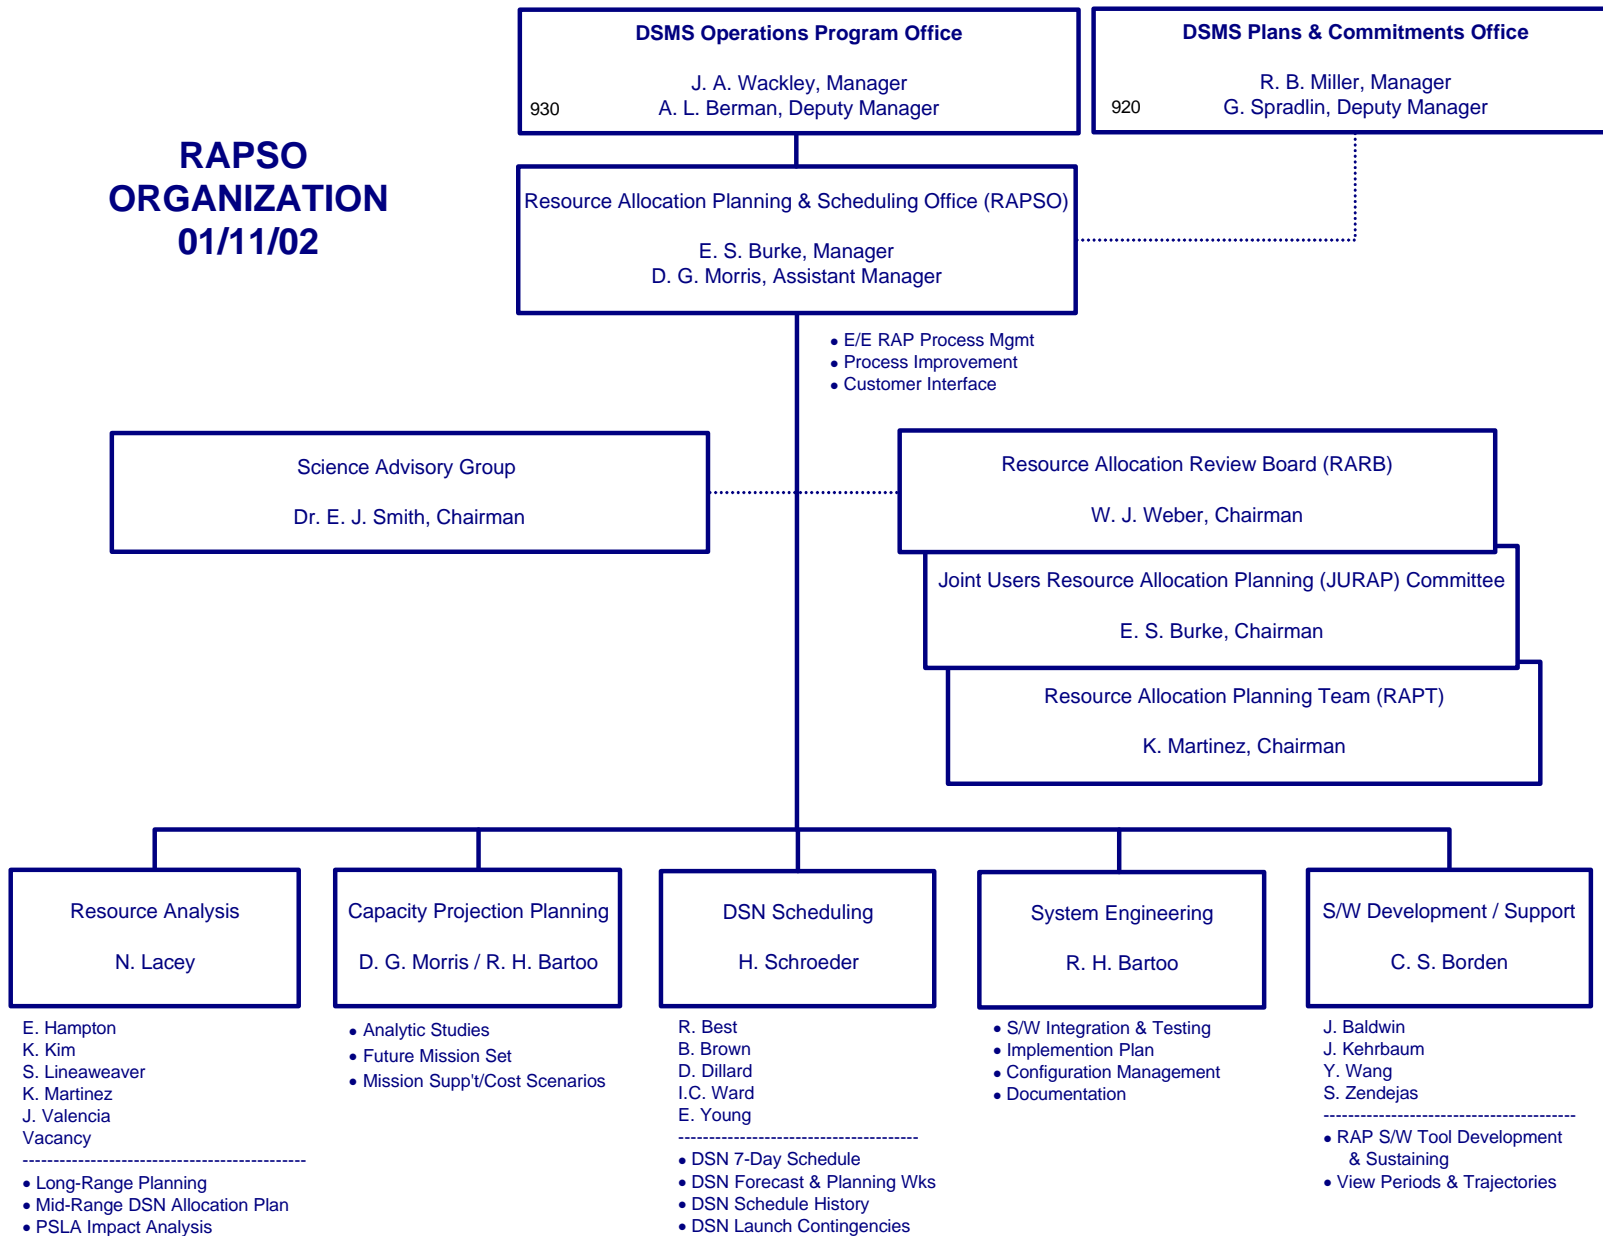 DSMS Operations Program Office
J. A. Wackley, Manager
930
A. L. Berman, Deputy Manager
DSMS Plans & Commitments Office
R. B. Miller, Manager
920
G. Spradlin, Deputy Manager
RAPSO
ORGANIZATION
01/11/02
Resource Allocation Planning & Scheduling Office (RAPSO)
E. S. Burke, Manager
D. G. Morris, Assistant Manager
• E/E RAP Process Mgmt
• Process Improvement
• Customer Interface
Science Advisory Group
Dr. E. J. Smith, Chairman
Resource Allocation Review Board (RARB)
W. J. Weber, Chairman
Joint Users Resource Allocation Planning (JURAP) Committee
E. S. Burke, Chairman
Resource Allocation Planning Team (RAPT)
K. Martinez, Chairman
Resource Analysis
N. Lacey
E. Hampton
K. Kim
S. Lineaweaver
K. Martinez
J. Valencia
Vacancy
----------------------------------------------
• Long-Range Planning
• Mid-Range DSN Allocation Plan
• PSLA Impact Analysis
Capacity Projection Planning
D. G. Morris / R. H. Bartoo
• Analytic Studies
• Future Mission Set
• Mission Supp't/Cost Scenarios
DSN Scheduling
H. Schroeder
R. Best
B. Brown
D. Dillard
I.C. Ward
E. Young
---------------------------------------
• DSN 7-Day Schedule
• DSN Forecast & Planning Wks
• DSN Schedule History
• DSN Launch Contingencies
System Engineering
R. H. Bartoo
• S/W Integration & Testing
• Implemention Plan
• Configuration Management
• Documentation
S/W Development / Support
C. S. Borden
J. Baldwin
J. Kehrbaum
Y. Wang
S. Zendejas
-----------------------------------------
• RAP S/W Tool Development
& Sustaining
• View Periods & Trajectories